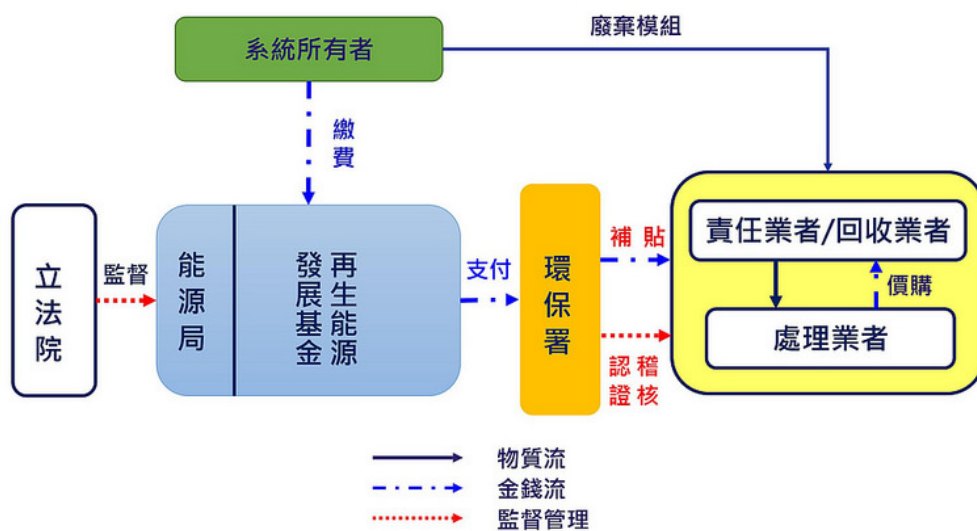 廢棄模組
系統所有者
繳費
立法院
監督
能源局
再生能源
發展基金
支付
環保署
補貼
稽核
認證
責任業者/回收業者
價購
處理業者
物質流
金錢流
監督管理